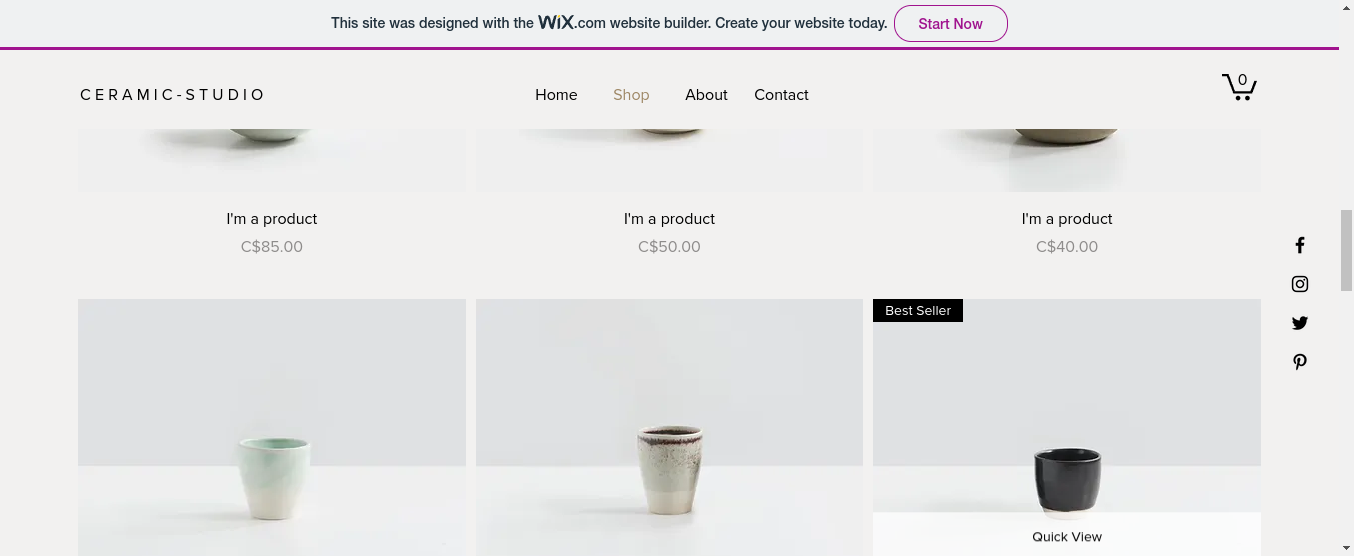 This site was designed with the WiX.com website builder. Create your website today.
Start Now
CERAMIC-STUDIO
Home
Shop
About
Contact
0
I'm a product
C$85.00
I'm a product
C$50.00
I'm a product
C$40.00
Best Seller
Quick View